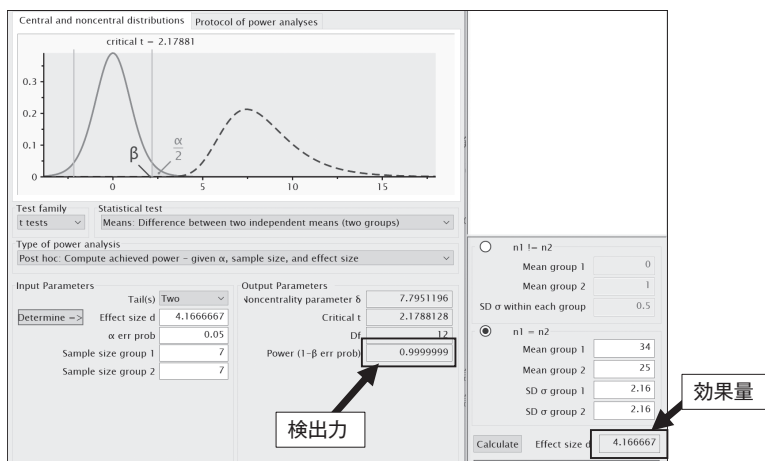 Central and noncentral distributions Protocol of power analyses
critical t = 2.17881
0.3
0.2
0.1
0
β
α
2
0 5 10 15
Test family Statistical test
t tests Means: Difference between two independent means (two groups)
Type of power analysis
Post hoc: Compute achieved power – given α, sample size, and effect size
Input Parameters
Tail(s) Two
Determine => Effect size d 4.1666667
α err prob 0.05
Sample size group 1 7
Sample size group 2 7
Output Parameters
Noncentrality parameter δ 7.7951196
Critical t 2.1788128
Df 12
Power (1-β err prob) 0.9999999
検出力
n1 != n2
Mean group 1 0
Mean group 2 1
SD σ within each group 0.5
n1 = n2
Mean group 1 34
Mean group 2 25
SD σ group 1 2.16
SD σ group 2 2.16
Calculate Effect size d 4.166667
効果量